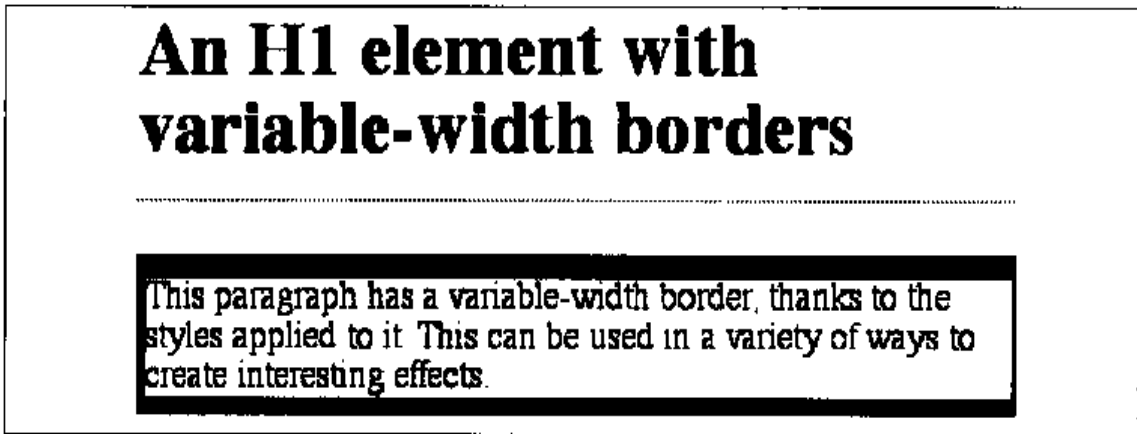 An H1 element with
variable-width borders
This paragraph has a variable-width border, thanks to the
styles applied to it. This can be used in a variety of ways to
create interesting effects.